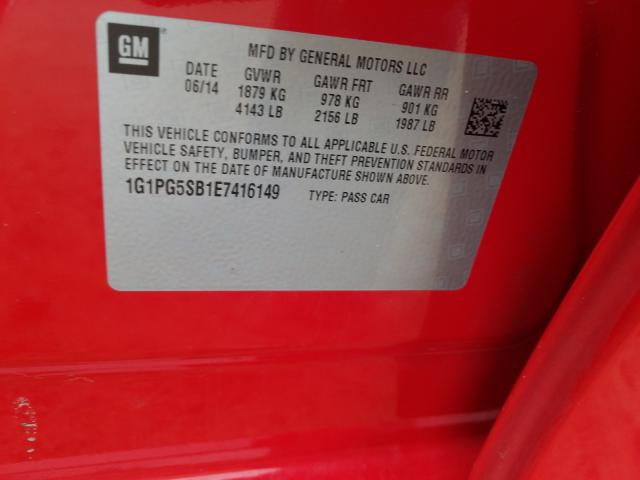 GM
MFD BY GENERAL MOTORS LLC
DATE GVWR GAWR FRT GAWR RR
06/14 1879 KG 978 KG 901 KG
4143 LB 2156 LB 1987 LB
THIS VEHICLE CONFORMS TO ALL APPLICABLE U.S. FEDERAL MOTOR
VEHICLE SAFETY, BUMPER, AND THEFT PREVENTION STANDARDS IN
EFFECT ON THE DATE OF MANUFACTURE SHOWN ABOVE.
1G1PG5SB1E7416149 TYPE: PASS CAR